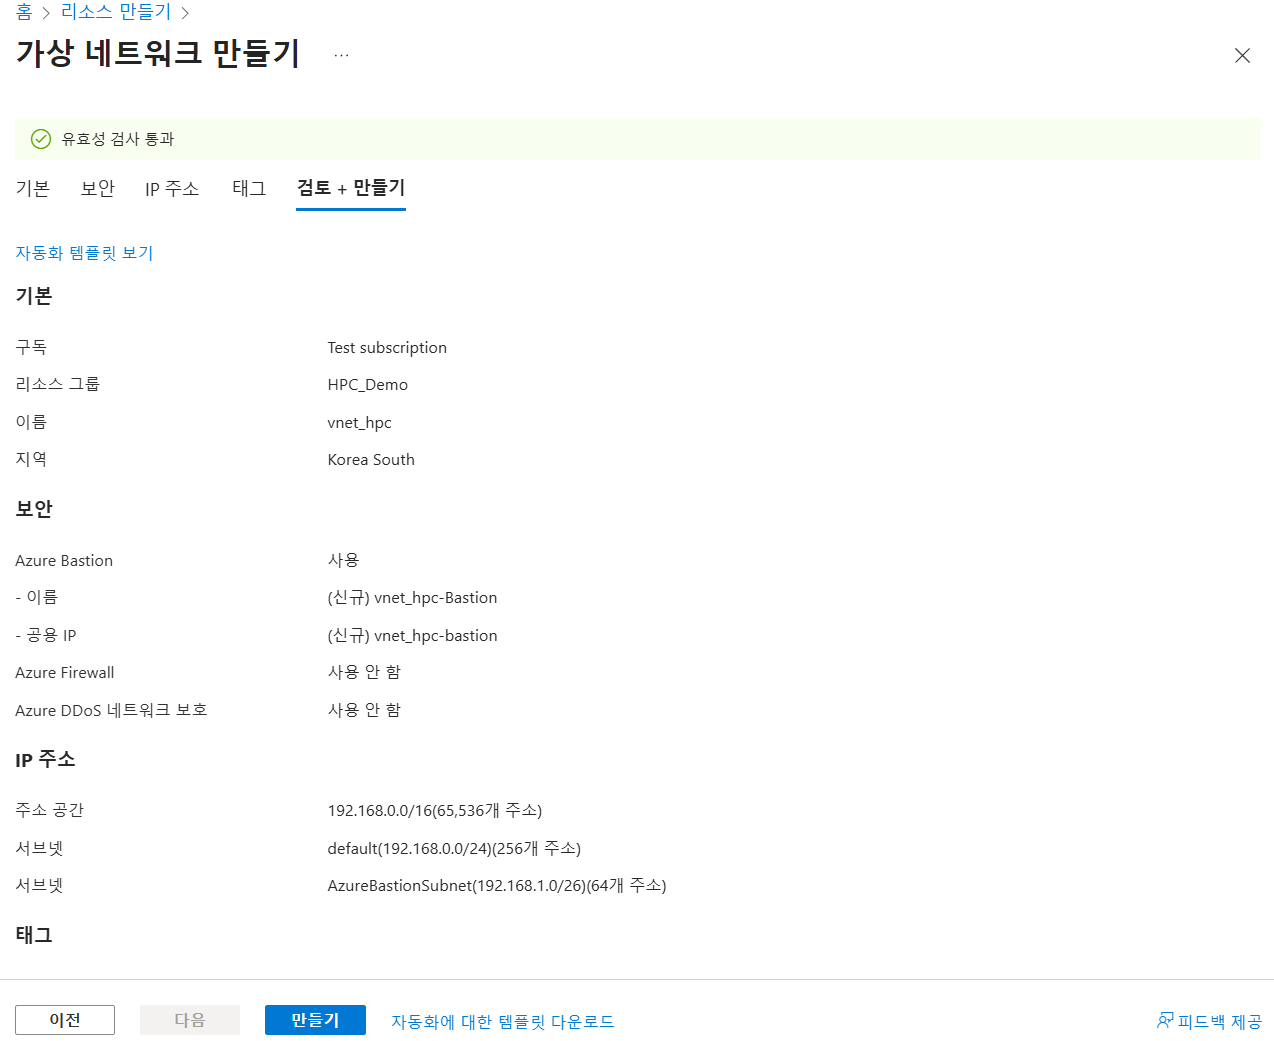 홈 > 리소스 만들기 >
가상 네트워크 만들기 ...
유효성 검사 통과
기본 보안 IP 주소 태그 검토 + 만들기
자동화 템플릿 보기
기본
구독 Test subscription
리소스 그룹 HPC_Demo
이름 vnet_hpc
지역 Korea South
보안
Azure Bastion 사용
- 이름 (신규) vnet_hpc-Bastion
- 공용 IP (신규) vnet_hpc-bastion
Azure Firewall 사용 안 함
Azure DDoS 네트워크 보호 사용 안 함
IP 주소
주소 공간 192.168.0.0/16(65,536개 주소)
서브넷 default(192.168.0.0/24)(256개 주소)
서브넷 AzureBastionSubnet(192.168.1.0/26)(64개 주소)
태그
이전 다음 만들기 자동화에 대한 템플릿 다운로드 피드백 제공